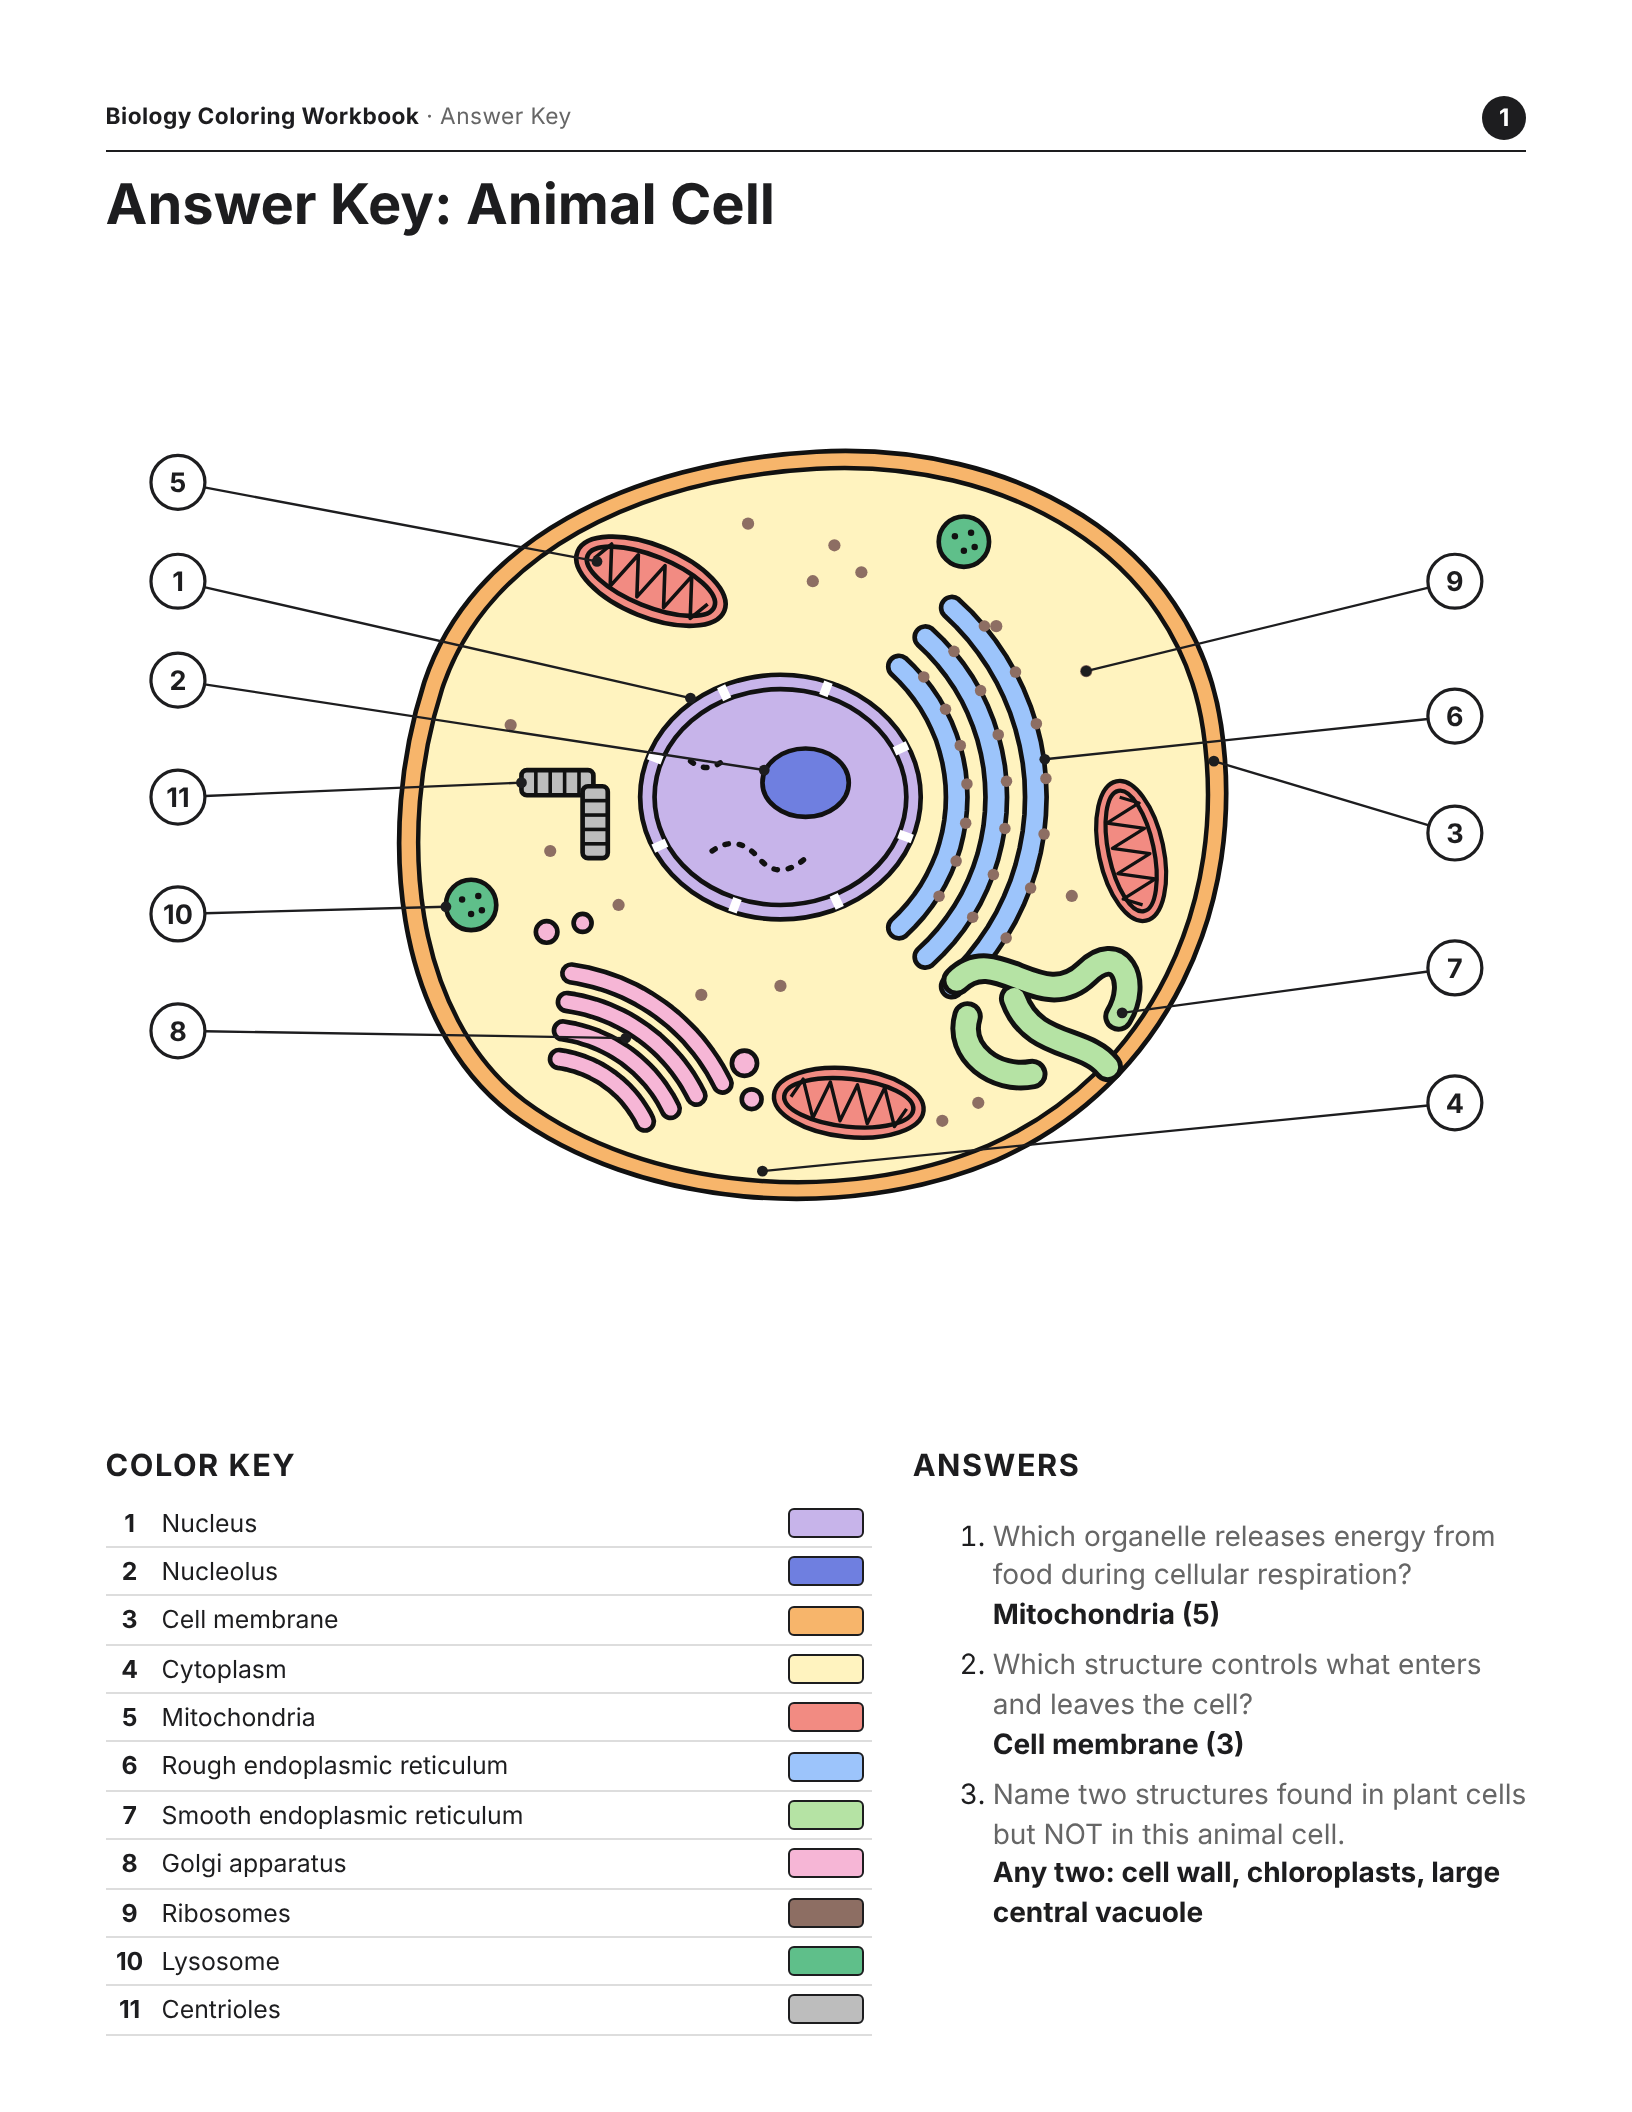 Biology Coloring Workbook · Answer Key
1
Answer Key: Animal Cell
5
1
2
11
10
8
9
6
3
7
4
COLOR KEY
1 Nucleus
2 Nucleolus
3 Cell membrane
4 Cytoplasm
5 Mitochondria
6 Rough endoplasmic reticulum
7 Smooth endoplasmic reticulum
8 Golgi apparatus
9 Ribosomes
10 Lysosome
11 Centrioles
ANSWERS
1. Which organelle releases energy from
food during cellular respiration?
Mitochondria (5)
2. Which structure controls what enters
and leaves the cell?
Cell membrane (3)
3. Name two structures found in plant cells
but NOT in this animal cell.
Any two: cell wall, chloroplasts, large
central vacuole